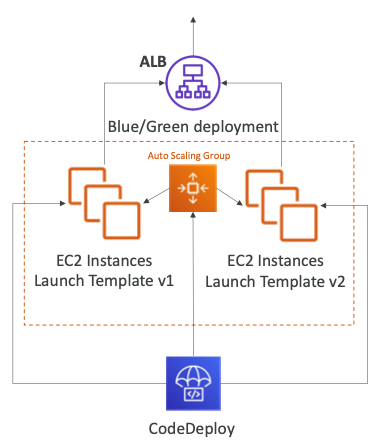 ALB
Blue/Green deployment
Auto Scaling Group
EC2 Instances
Launch Template v1
EC2 Instances
Launch Template v2
CodeDeploy